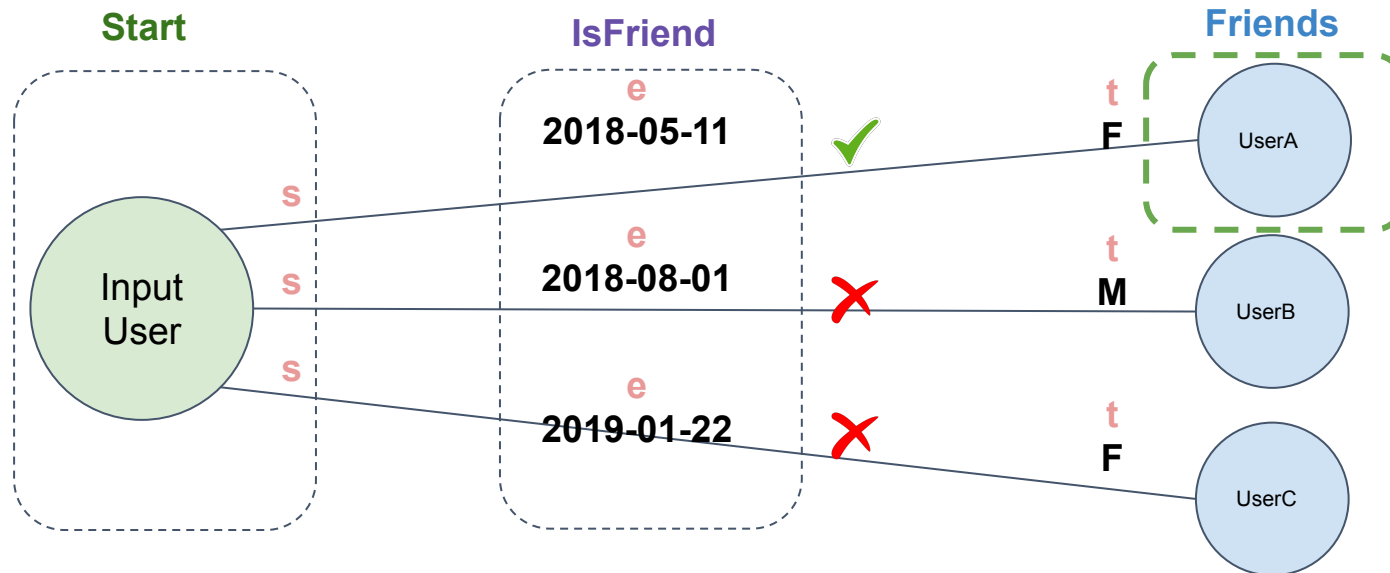 Start
IsFriend
Friends
e
2018-05-11
t
F
UserA
s
e
2018-08-01
t
M
UserB
s
Input
User
s
e
2019-01-22
t
F
UserC